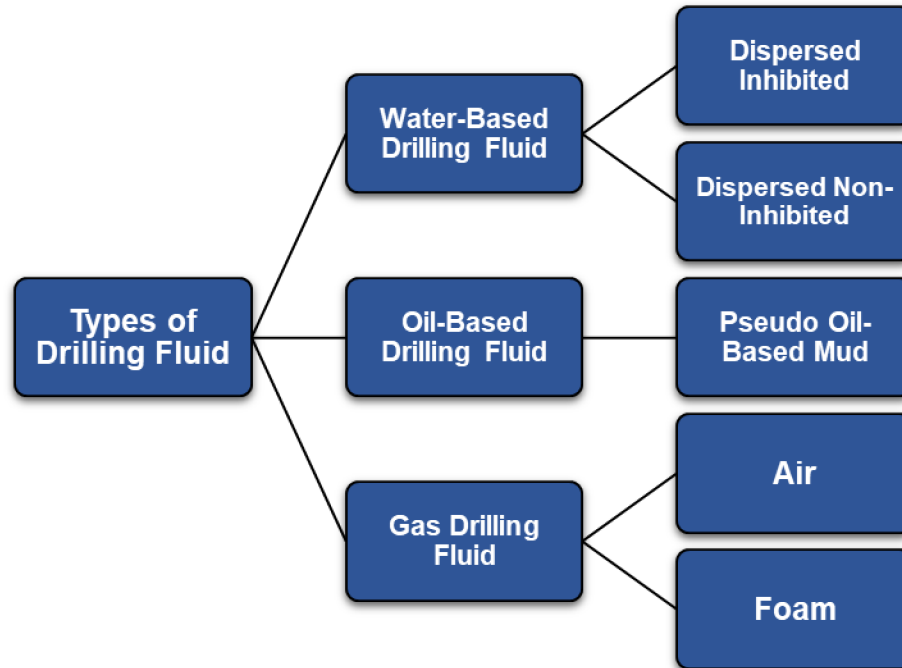 Types of
Drilling Fluid
Water-Based
Drilling Fluid
Dispersed
Inhibited
Dispersed Non-
Inhibited
Oil-Based
Drilling Fluid
Pseudo Oil-
Based Mud
Gas Drilling
Fluid
Air
Foam